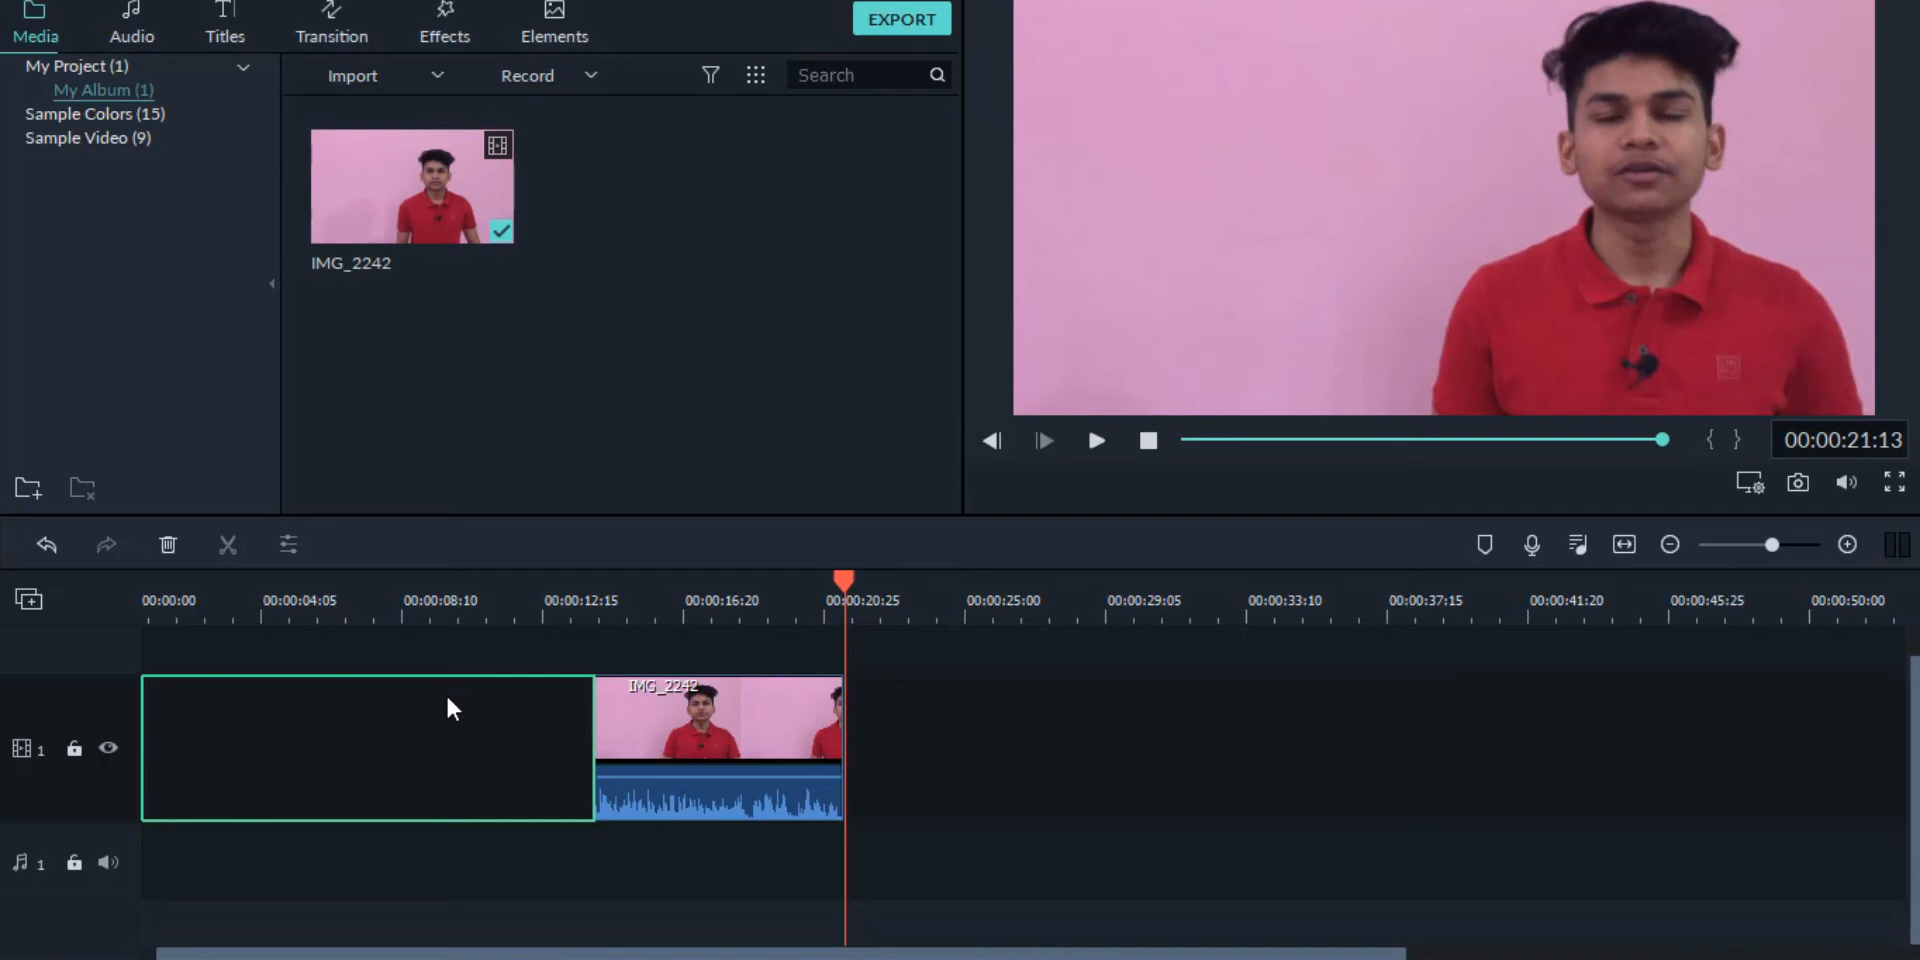 Media Audio Titles Transition Effects Elements EXPORT
My Project (1)
My Album (1)
Sample Colors (15)
Sample Video (9)
Import Record Search
IMG_2242
{ } 00:00:21:13
00:00:00 00:00:04:05 00:00:08:10 00:00:12:15 00:00:16:20 00:00:20:25 00:00:25:00 00:00:29:05 00:00:33:10 00:00:37:15 00:00:41:20 00:00:45:25 00:00:50:00
IMG_2242
1
1